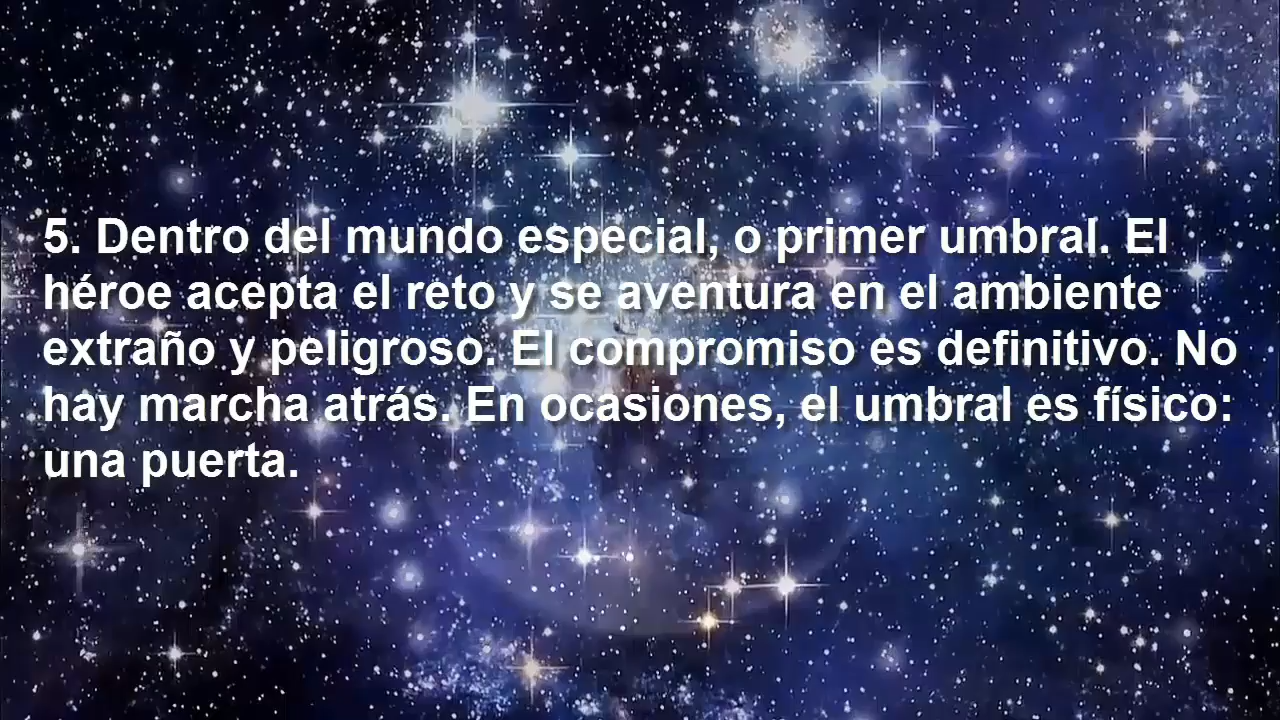 5. Dentro del mundo especial, o primer umbral. El
héroe acepta el reto y se aventura en el ambiente
extraño y peligroso. El compromiso es definitivo. No
hay marcha atrás. En ocasiones, el umbral es físico:
una puerta.